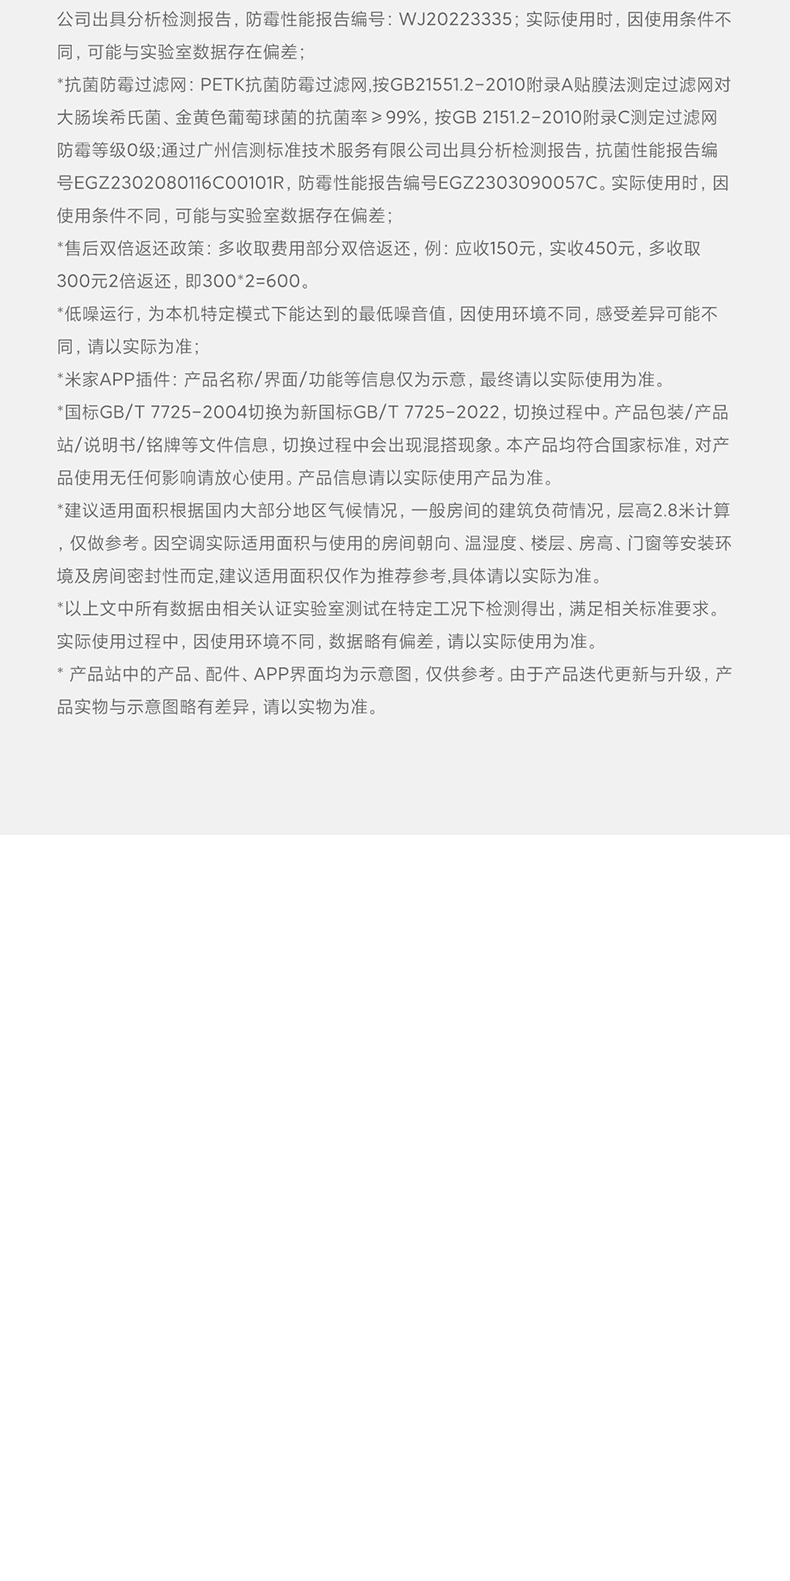 公司出具分析检测报告，防霉性能报告编号：WJ20223335；实际使用时，因使用条件不
同，可能与实验室数据存在偏差；
*抗菌防霉过滤网：PETK抗菌防霉过滤网,按GB21551.2-2010附录A贴膜法测定过滤网对
大肠埃希氏菌、金黄色葡萄球菌的抗菌率≥99%，按GB 2151.2-2010附录C测定过滤网
防霉等级0级;通过广州信测标准技术服务有限公司出具分析检测报告，抗菌性能报告编
号EGZ2302080116C00101R，防霉性能报告编号EGZ2303090057C。实际使用时，因
使用条件不同，可能与实验室数据存在偏差；
*售后双倍返还政策：多收取费用部分双倍返还，例：应收150元，实收450元，多收取
300元2倍返还，即300*2=600。
*低噪运行，为本机特定模式下能达到的最低噪音值，因使用环境不同，感受差异可能不
同，请以实际为准；
*米家APP插件：产品名称/界面/功能等信息仅为示意，最终请以实际使用为准。
*国标GB/T 7725-2004切换为新国标GB/T 7725-2022，切换过程中。产品包装/产品
站/说明书/铭牌等文件信息，切换过程中会出现混搭现象。本产品均符合国家标准，对产
品使用无任何影响请放心使用。产品信息请以实际使用产品为准。
*建议适用面积根据国内大部分地区气候情况，一般房间的建筑负荷情况，层高2.8米计算
，仅做参考。因空调实际适用面积与使用的房间朝向、温湿度、楼层、房高、门窗等安装环
境及房间密封性而定,建议适用面积仅作为推荐参考,具体请以实际为准。
*以上文中所有数据由相关认证实验室测试在特定工况下检测得出，满足相关标准要求。
实际使用过程中，因使用环境不同，数据略有偏差，请以实际使用为准。
* 产品站中的产品、配件、APP界面均为示意图，仅供参考。由于产品迭代更新与升级，产
品实物与示意图略有差异，请以实物为准。